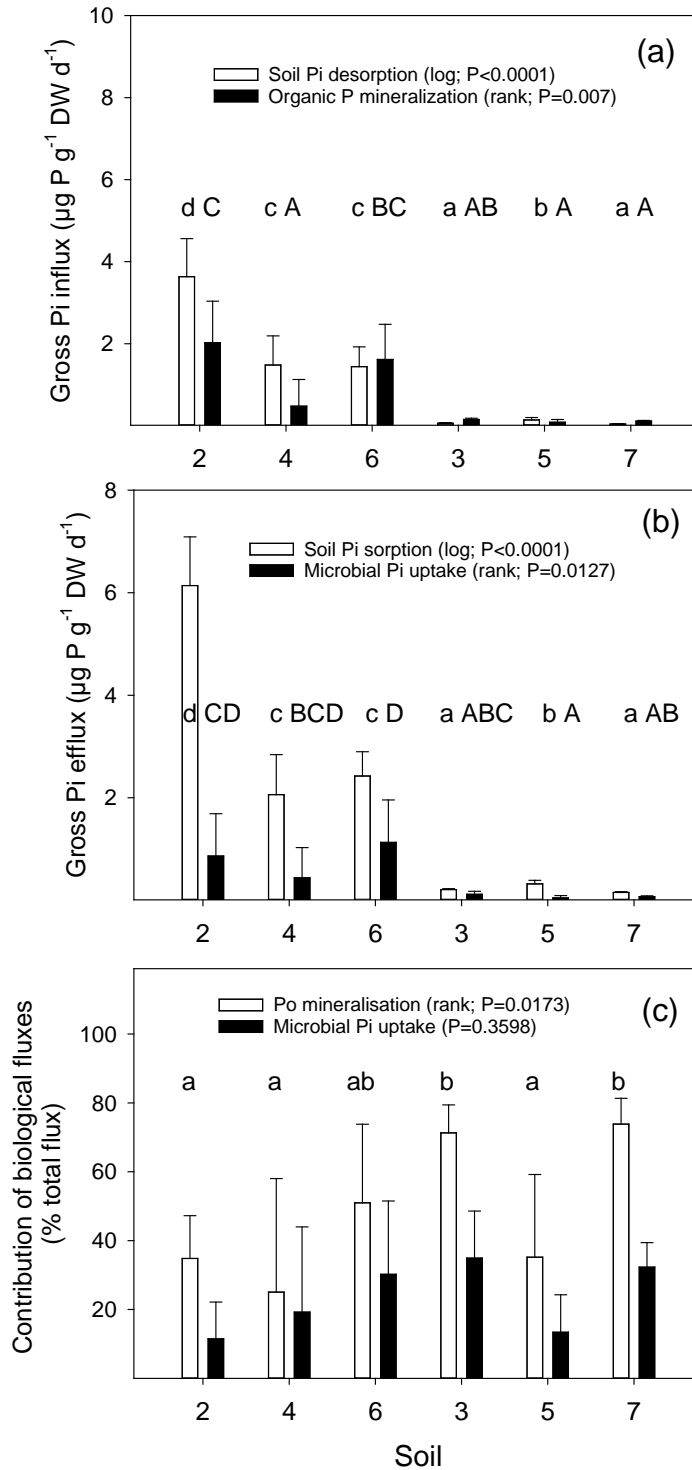 10
(a)
Soil Pi desorption (log; P<0.0001)
Organic P mineralization (rank; P=0.007)
8
6
d C c A c BC a AB b A a A
4
2
Gross Pi influx (µg P g⁻¹ DW d⁻¹)
2 4 6 3 5 7
8
(b)
Soil Pi sorption (log; P<0.0001)
Microbial Pi uptake (rank; P=0.0127)
6
4
d CD c BCD c D a ABC b A a AB
2
Gross Pi efflux (µg P g⁻¹ DW d⁻¹)
2 4 6 3 5 7
(c)
Po mineralisation (rank; P=0.0173)
Microbial Pi uptake (P=0.3598)
100
a a ab b a b
80
60
40
20
Contribution of biological fluxes
(% total flux)
2 4 6 3 5 7
Soil